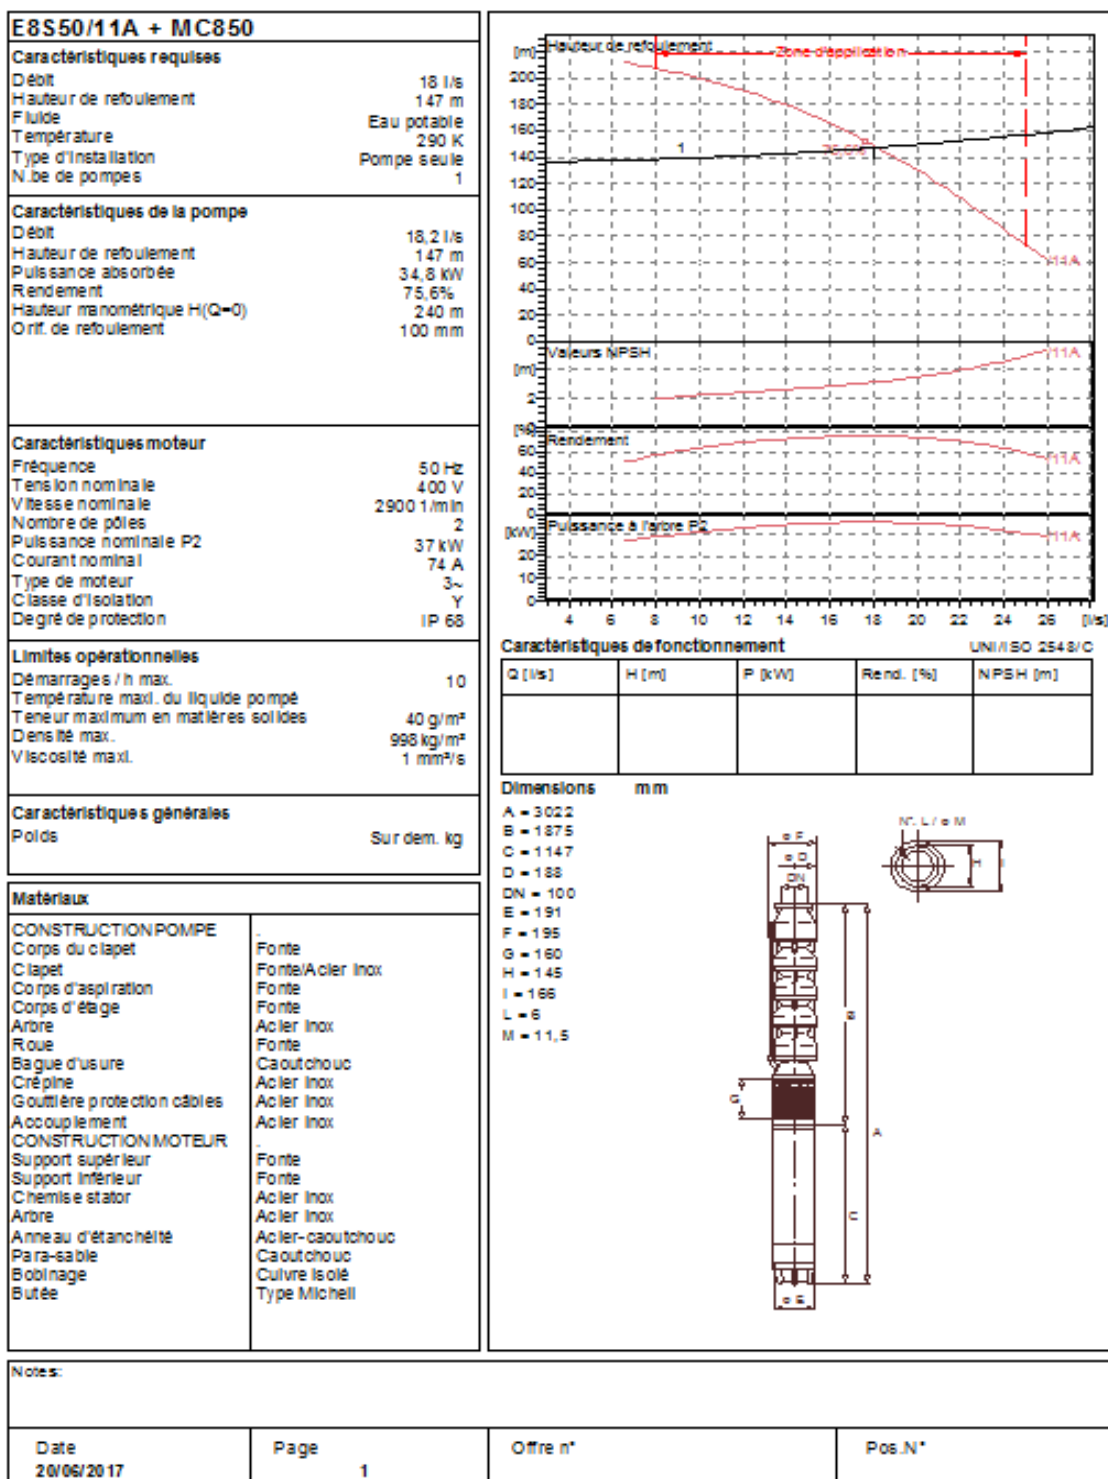 E8S50/11A + MC850
Caractéristiques requises
Débit 18 l/s
Hauteur de refoulement 147 m
Fluide Eau potable
Température 290 K
Type d'installation Pompe seule
N.be de pompes 1
Caractéristiques de la pompe
Débit 18,2 l/s
Hauteur de refoulement 147 m
Puissance absorbée 34,8 kW
Rendement 75,6%
Hauteur manométrique H(Q=0) 240 m
Orif. de refoulement 100 mm
Caractéristiques moteur
Fréquence 50 Hz
Tension nominale 400 V
Vitesse nominale 2900 1/min
Nombre de pôles 2
Puissance nominale P2 37 kW
Courant nominal 74 A
Type de moteur 3~
Classe d'isolation Y
Degré de protection IP 68
Limites opérationnelles
Démarrages / h max. 10
Température maxi. du liquide pompé
Teneur maximum en matières solides 40 g/m³
Densité max. 998 kg/m³
Viscosité maxi. 1 mm²/s
Caractéristiques générales
Poids Sur dem. kg
Matériaux
CONSTRUCTION POMPE .
Corps du clapet Fonte
Clapet Fonte/Acier inox
Corps d'aspiration Fonte
Corps d'étage Fonte
Arbre Acier inox
Roue Fonte
Bague d'usure Caoutchouc
Crépine Acier inox
Gouttière protection câbles Acier inox
Accouplement Acier inox
CONSTRUCTION MOTEUR .
Support supérieur Fonte
Support inférieur Fonte
Chemise stator Acier inox
Arbre Acier inox
Anneau d'étanchéité Acier-caoutchouc
Para-sable Caoutchouc
Bobinage Cuivre isolé
Butée Type Michell
[m] Hauteur de refoulement
Zone d'application
200
180
160
140
120
100
80
60
40
20
0
1
75,6%
/11A
Valeurs NPSH
[m]
2
/11A
[%]
Rendement
60
40
20
0
/11A
Puissance à l'arbre P2
[kW]
20
10
0
/11A
4 6 8 10 12 14 16 18 20 22 24 26 [l/s]
Caractéristiques de fonctionnement UNI/ISO 2548/C
Q [l/s] H [m] P [kW] Rend. [%] NPSH [m]
Dimensions mm
A = 3022
B = 1875
C = 1147
D = 188
DN = 100
E = 191
F = 195
G = 160
H = 145
I = 166
L = 6
M = 11,5
ø F
ø D
DN
N°. L / ø M
H
I
B
G
A
C
ø E
Notes:
Date Page Offre n° Pos.N°
20/06/2017 1